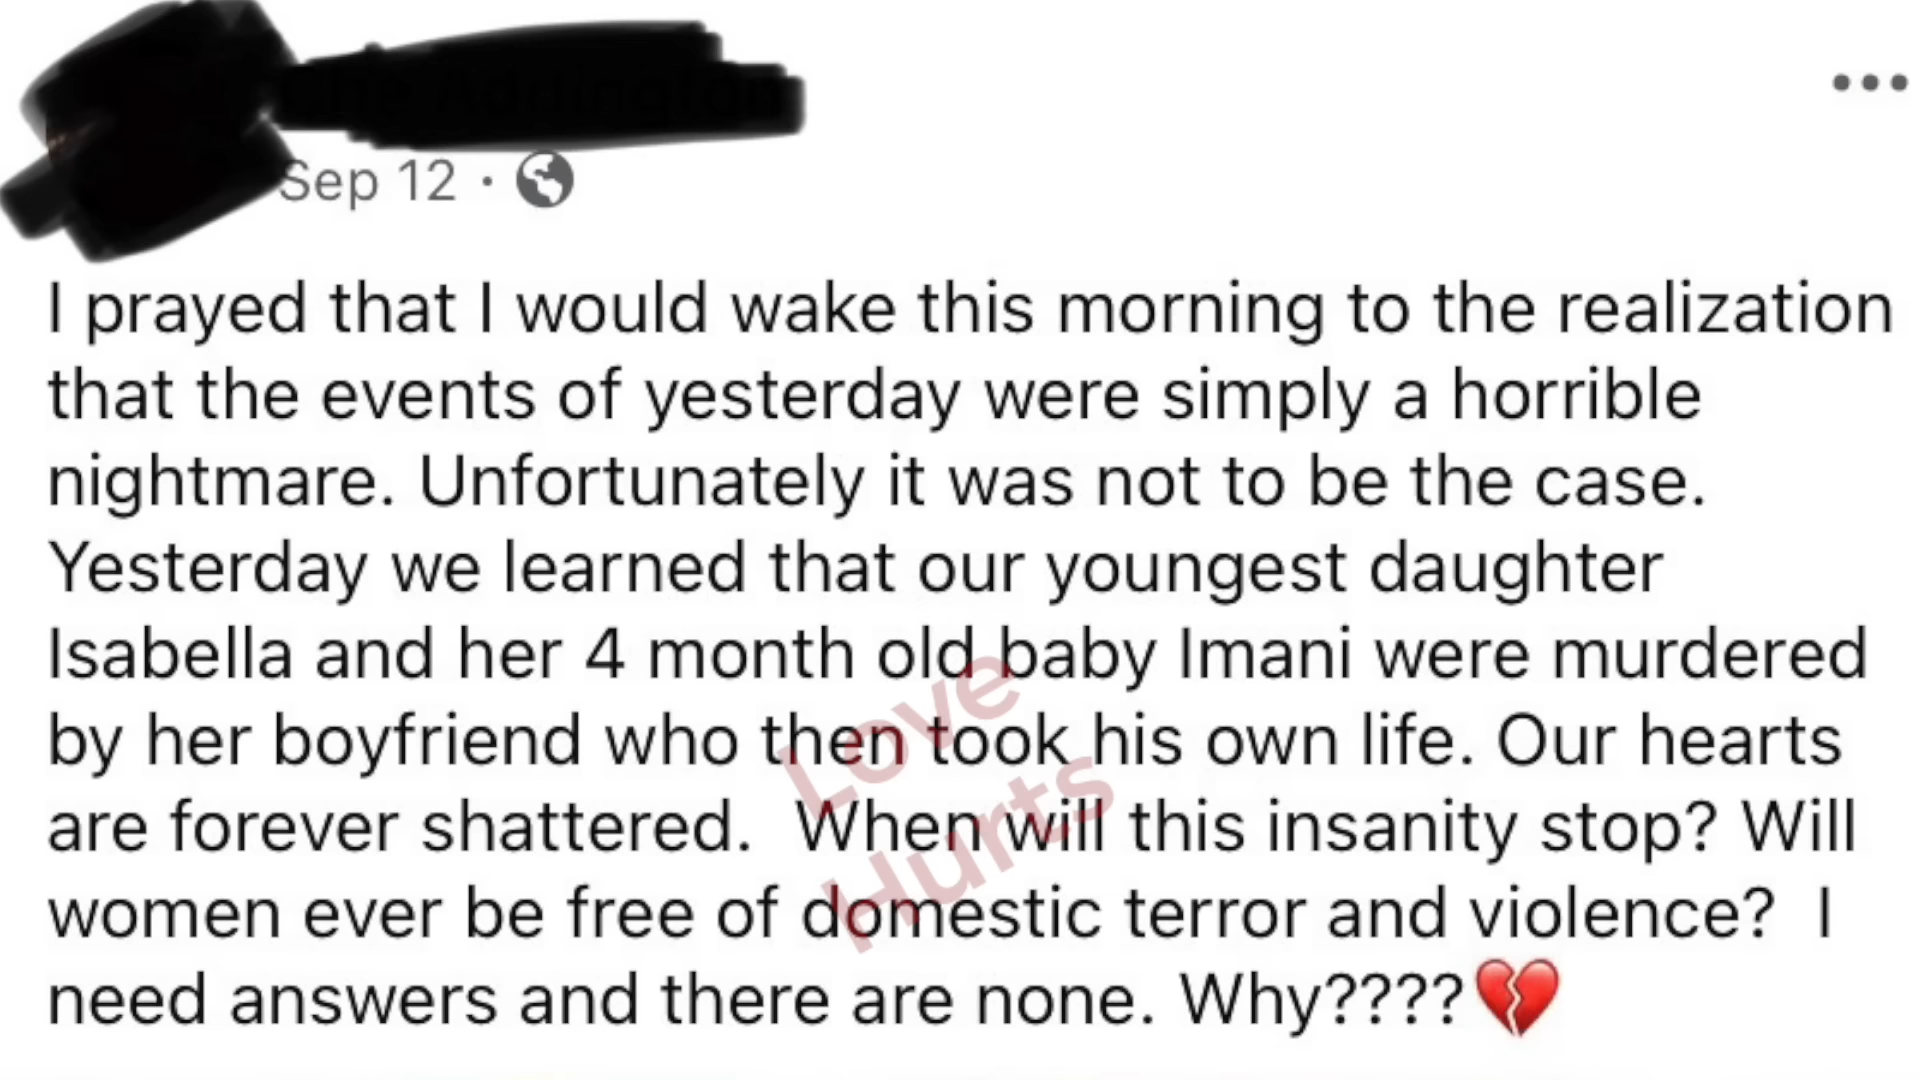 Sep 12 ·
I prayed that I would wake this morning to the realization
that the events of yesterday were simply a horrible
nightmare. Unfortunately it was not to be the case.
Yesterday we learned that our youngest daughter
Isabella and her 4 month old baby Imani were murdered
by her boyfriend who then took his own life. Our hearts
are forever shattered.  When will this insanity stop? Will
women ever be free of domestic terror and violence?  I
need answers and there are none. Why????💔
Love
Hurts